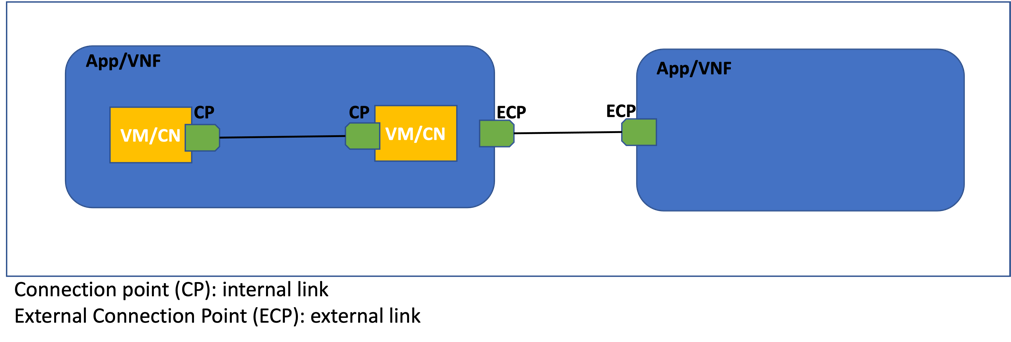 App/VNF
App/VNF
CP
CP
ECP
ECP
VM/CN
VM/CN
Connection point (CP): internal link
External Connection Point (ECP): external link